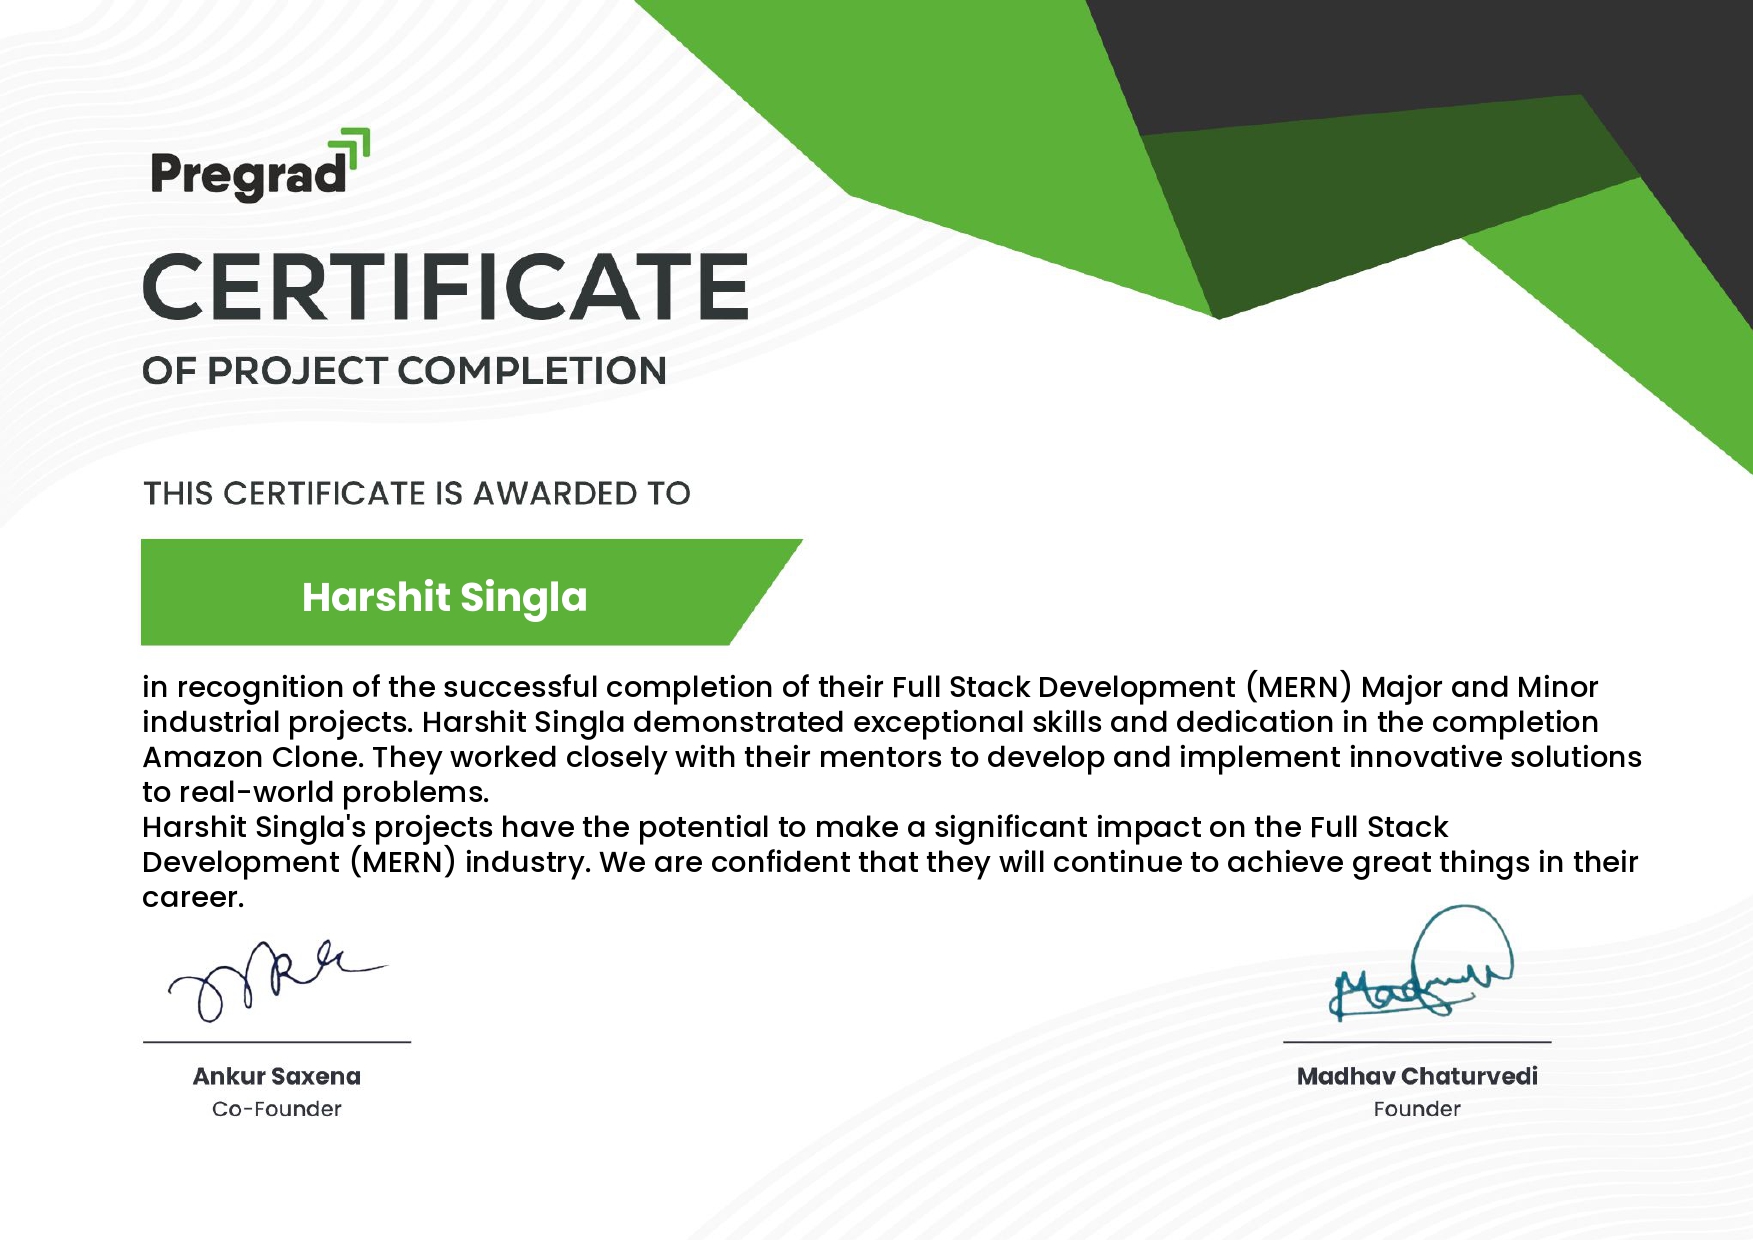 Pregrad
CERTIFICATE
OF PROJECT COMPLETION
THIS CERTIFICATE IS AWARDED TO
Harshit Singla
in recognition of the successful completion of their Full Stack Development (MERN) Major and Minor
industrial projects. Harshit Singla demonstrated exceptional skills and dedication in the completion
Amazon Clone. They worked closely with their mentors to develop and implement innovative solutions
to real-world problems.
Harshit Singla's projects have the potential to make a significant impact on the Full Stack
Development (MERN) industry. We are confident that they will continue to achieve great things in their
career.
Ankur Saxena
Co-Founder
Madhav Chaturvedi
Founder